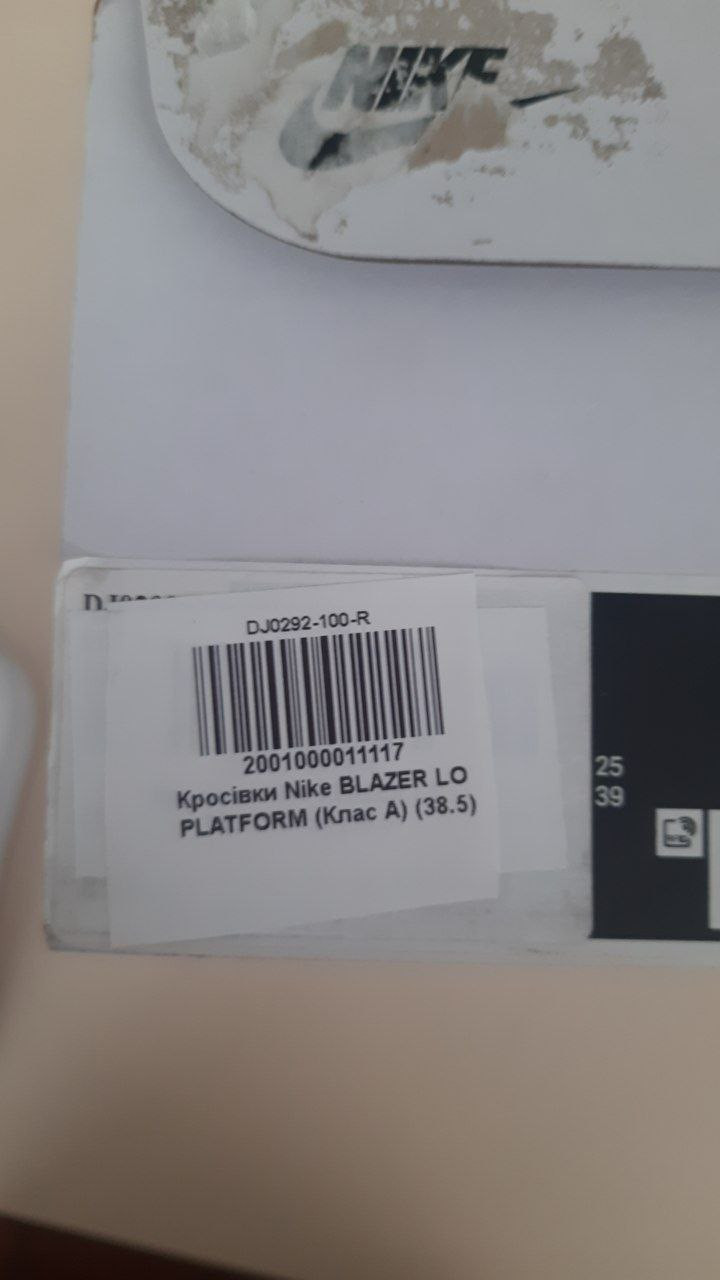 NIKE
DJ0292-100-R
2001000011117
Кросівки Nike BLAZER LO
PLATFORM (Клас A) (38.5)
25
39